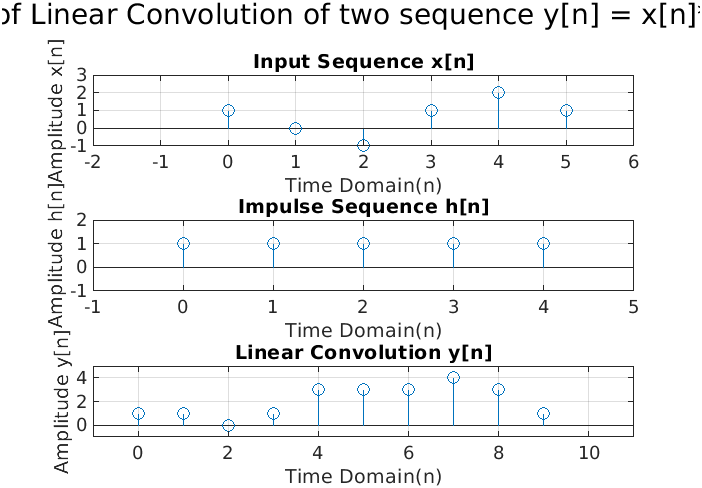 of Linear Convolution of two sequence y[n] = x[n]*
Input Sequence x[n]
Amplitude x[n]
3
2
1
0
-1
-2 -1 0 1 2 3 4 5 6
Time Domain(n)
Impulse Sequence h[n]
Amplitude h[n]
2
1
0
-1
-1 0 1 2 3 4 5
Time Domain(n)
Linear Convolution y[n]
Amplitude y[n]
4
2
0
0 2 4 6 8 10
Time Domain(n)